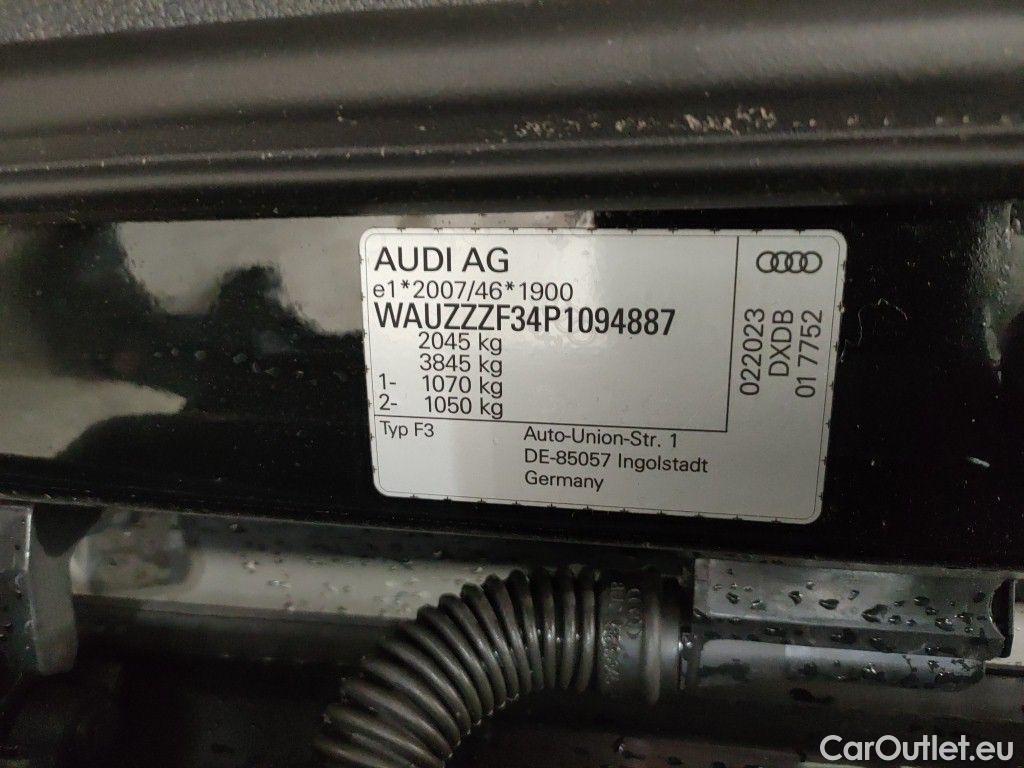 AUDI AG
e1*2007/46*1900
WAUZZZF34P1094887
2045 kg
3845 kg
1- 1070 kg
2- 1050 kg
Typ F3
Auto-Union-Str. 1
DE-85057 Ingolstadt
Germany
022023
DXDB
01 7752
CarOutlet.eu